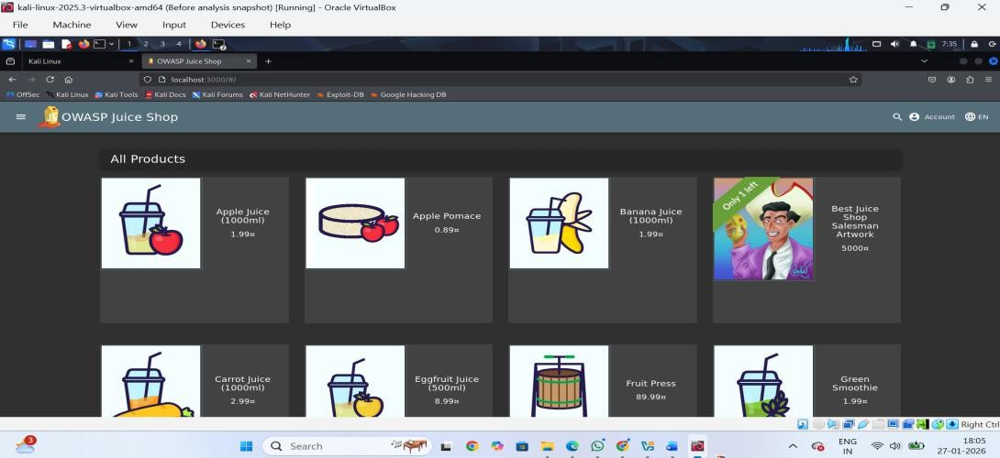 kali-linux-2025.3-virtualbox-amd64 (Before analysis snapshot) [Running] - Oracle VirtualBox
File Machine View Input Devices Help
1 2 3 4 2 7:35
Kali Linux × OWASP Juice Shop × +
localhost:3000/#/
OffSec Kali Linux Kali Tools Kali Docs Kali Forums Kali NetHunter Exploit-DB Google Hacking DB
OWASP Juice Shop Account EN
All Products
Apple Juice
(1000ml)
1.99¤
Apple Pomace
0.89¤
Banana Juice
(1000ml)
1.99¤
Only 1 left
Best Juice
Shop
Salesman
Artwork
5000¤
Carrot Juice
(1000ml)
2.99¤
Eggfruit Juice
(500ml)
8.99¤
Fruit Press
89.99¤
Green
Smoothie
1.99¤
Right Ctrl
3
Search
ENG
IN
18:05
27-01-2026